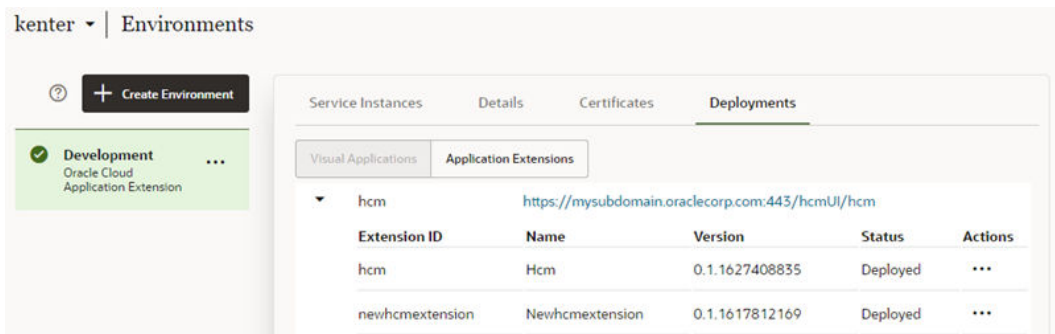 kenter Environments
Create Environment
Service Instances Details Certificates Deployments
Development
Oracle Cloud
Application Extension
Visual Applications Application Extensions
hcm https://mysubdomain.oraclecorp.com:443/hcmUI/hcm
Extension ID Name Version Status Actions
hcm Hcm 0.1.1627408835 Deployed
newhcmextension Newhcmextension 0.1.1617812169 Deployed